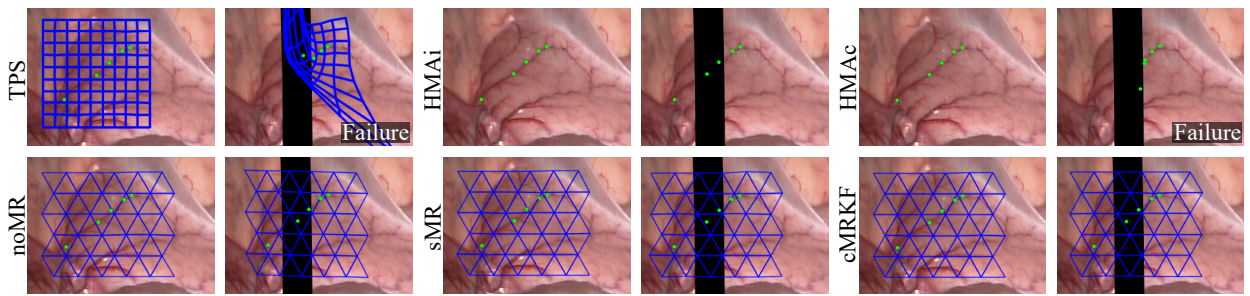 TPS
Failure
HMAi
HMAc
Failure
noMR
sMR
cMRKF